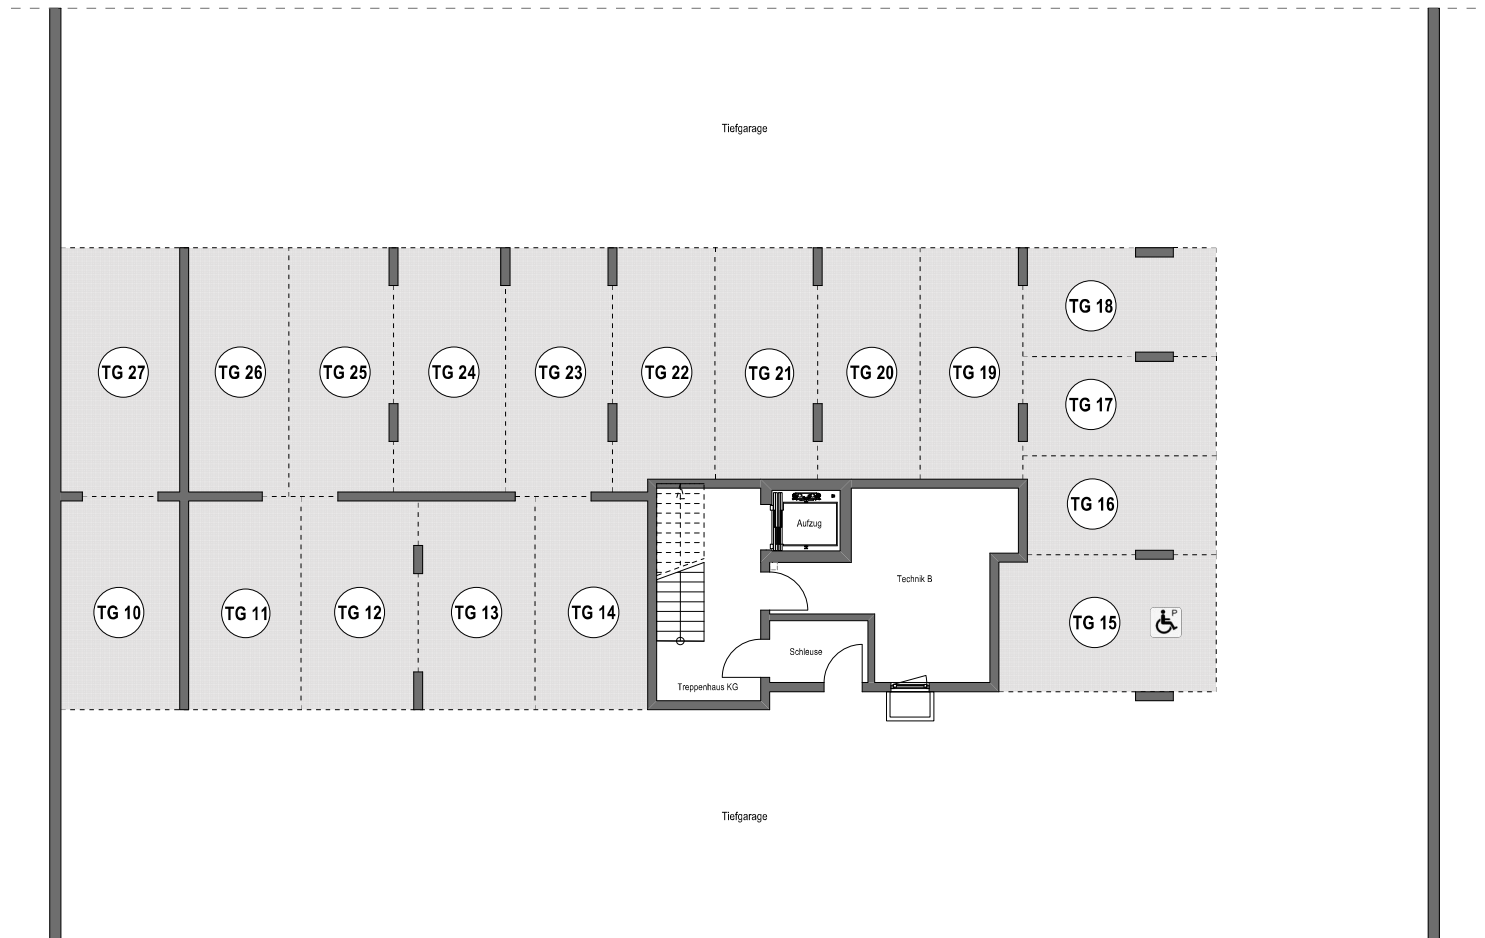 Tiefgarage
TG 18
TG 27
TG 26
TG 25
TG 24
TG 23
TG 22
TG 21
TG 20
TG 19
TG 17
TG 16
Aufzug
Technik B
TG 10
TG 11
TG 12
TG 13
TG 14
TG 15
P
Schleuse
Treppenhaus KG
Tiefgarage